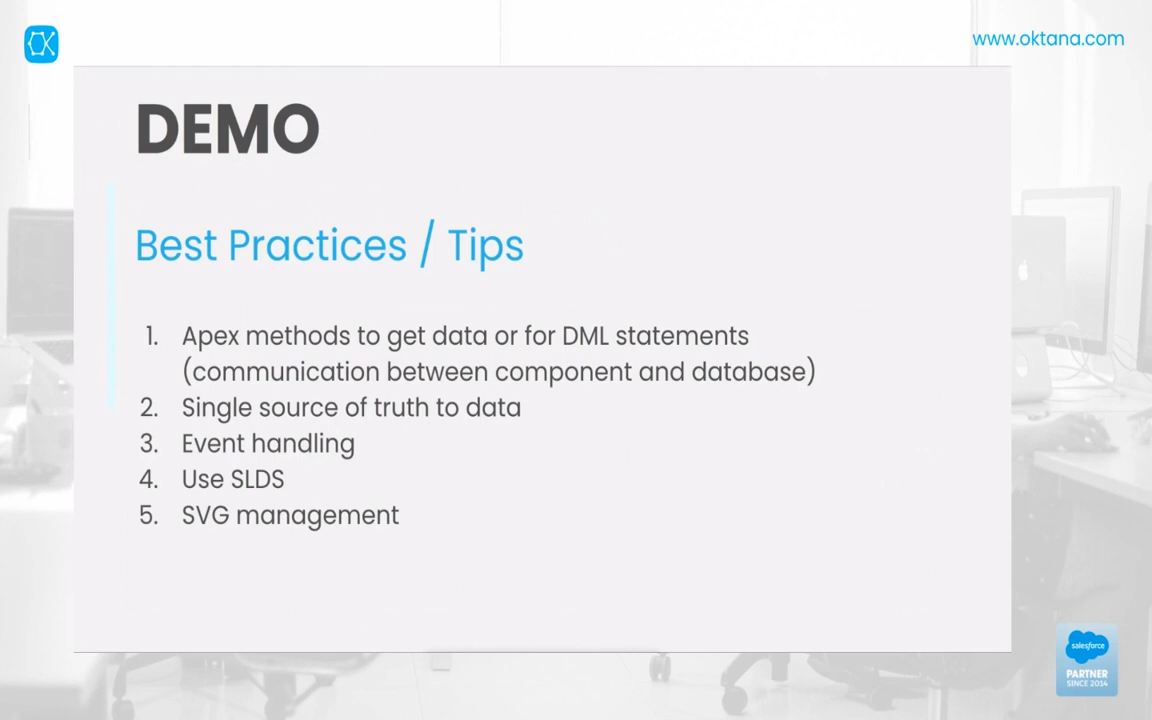 www.oktana.com
DEMO
Best Practices / Tips
1. Apex methods to get data or for DML statements
(communication between component and database)
2. Single source of truth to data
3. Event handling
4. Use SLDS
5. SVG management
salesforce
PARTNER
SINCE 2014